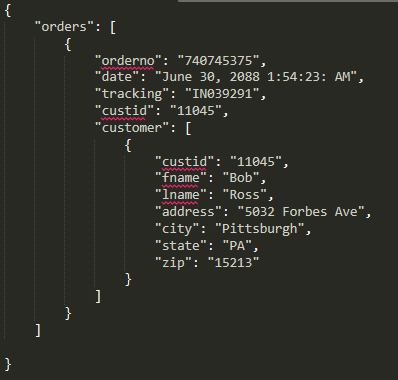 {
"orders": [
{
"orderno": "740745375",
"date": "June 30, 2088 1:54:23: AM",
"tracking": "IN039291",
"custid": "11045",
"customer": [
{
"custid": "11045",
"fname": "Bob",
"lname": "Ross",
"address": "5032 Forbes Ave",
"city": "Pittsburgh",
"state": "PA",
"zip": "15213"
}
]
}
]
}